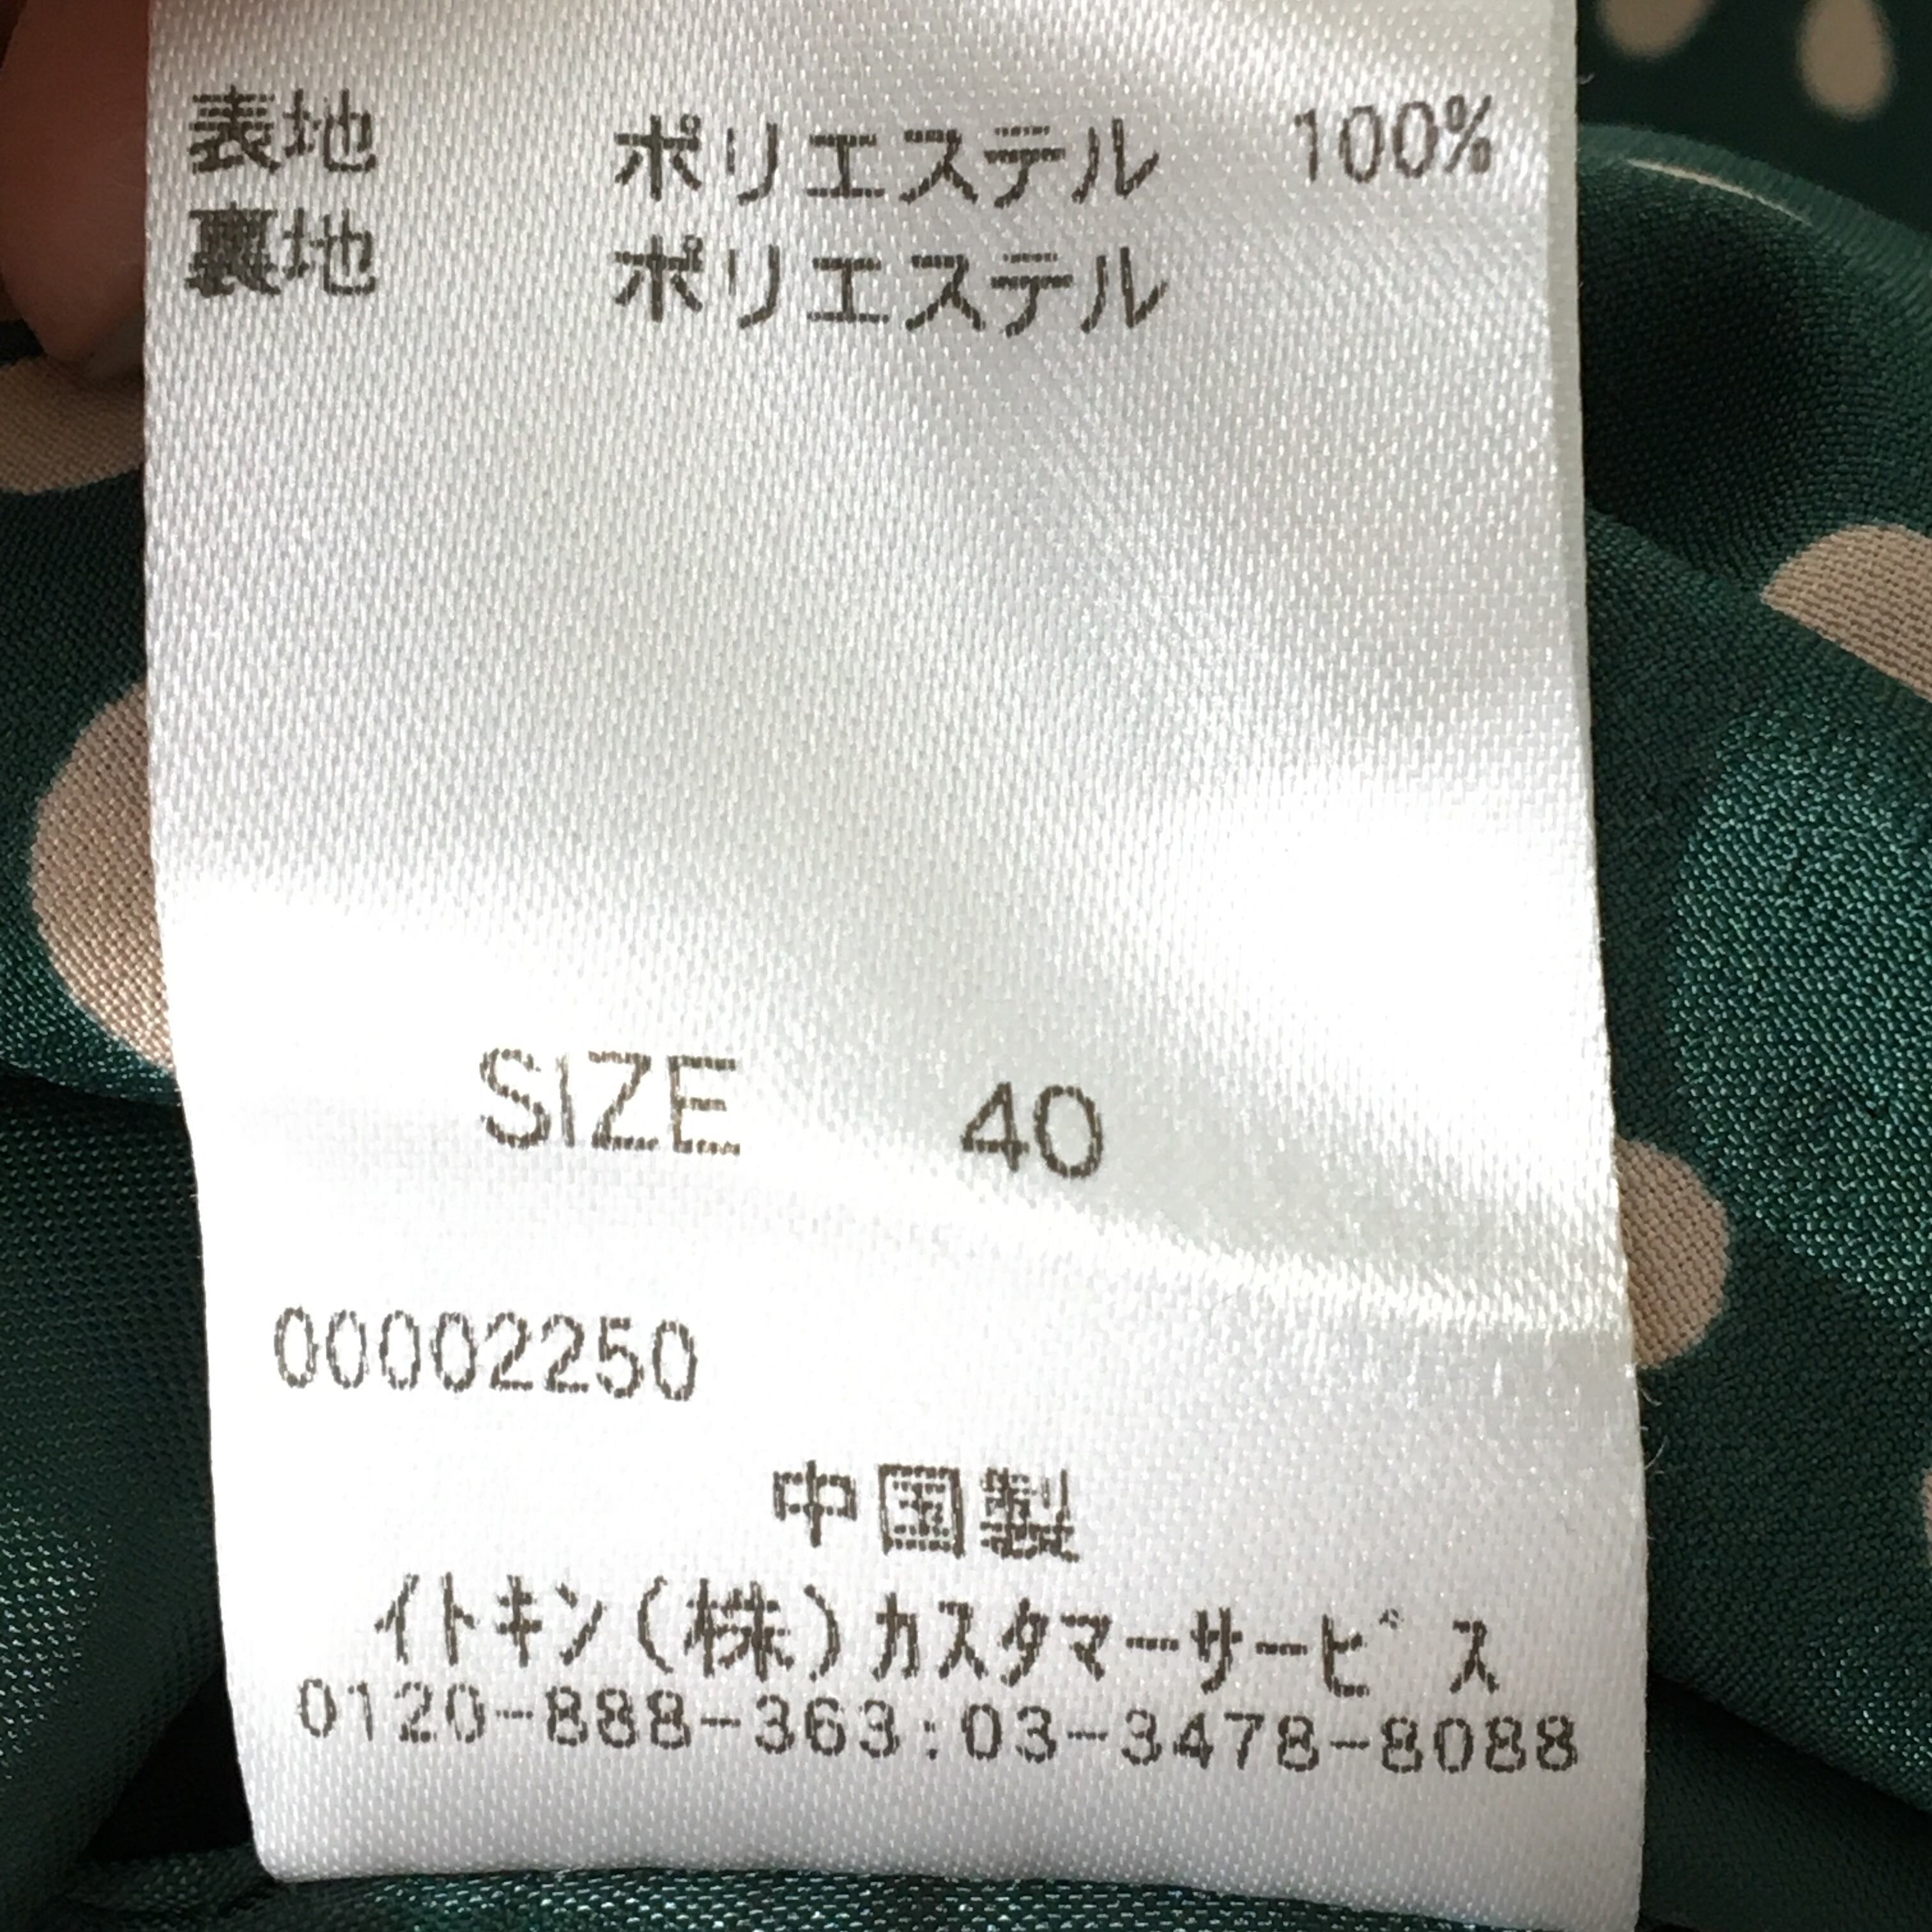 表地 ポリエステル 100%
裏地 ポリエステル
SIZE 40
00002250
中国製
イトキン(株)カスタマーサービス
0120-888-363:03-3478-8088